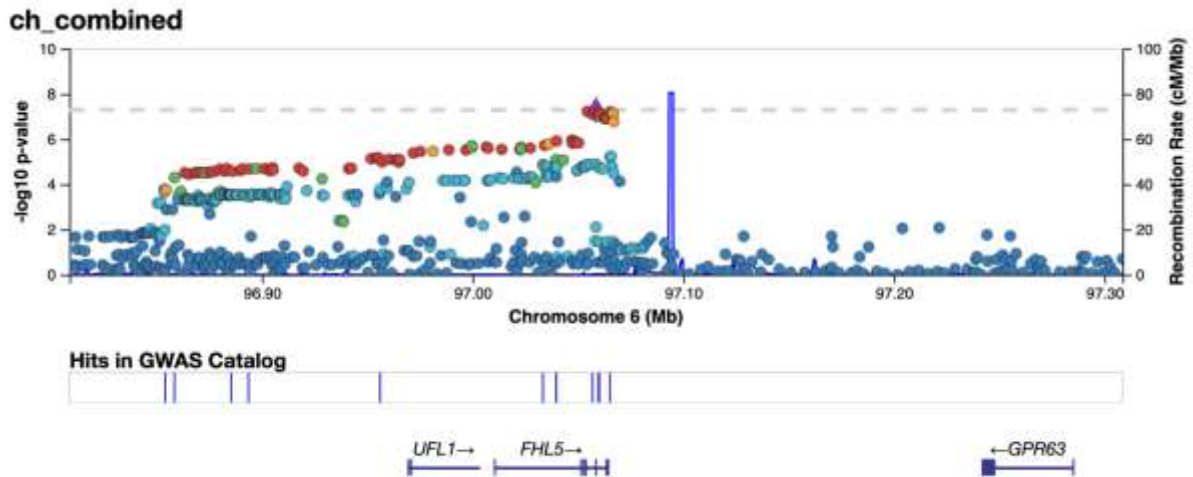 ch_combined
10
100
8
80
6
60
4
40
2
20
0
0
-log10 p-value
Recombination Rate (cM/Mb)
96.90
97.00
97.10
97.20
97.30
Chromosome 6 (Mb)
Hits in GWAS Catalog
UFL1→
FHL5→
←GPR63